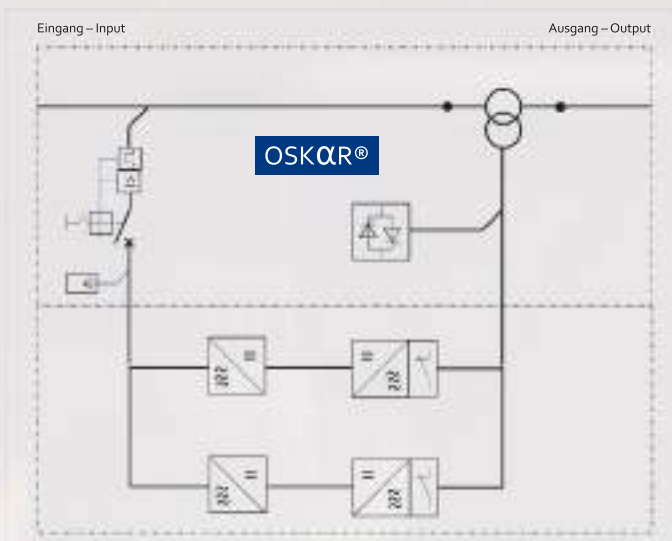 Eingang – Input
Ausgang – Output
OSKαR®